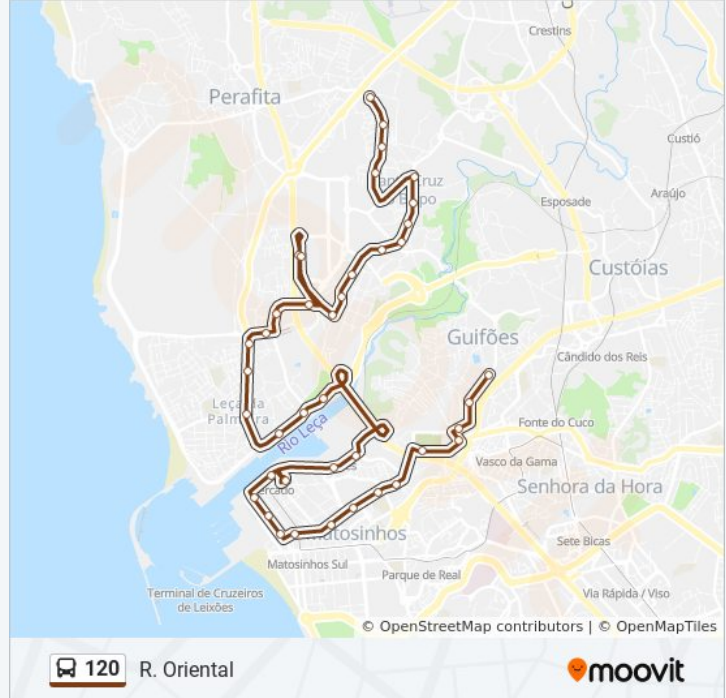 Crestins
Perafita
Custió
Cruz
Araújo
Esposade
Custóias
Guifões
Cândido dos Reis
Leça da
Palmeira
Rio Leça
Fonte do Cuco
Vasco da Gama
Senhora da Hora
Mercado
Matosinhos
Sete Bicas
Matosinhos Sul
Parque de Real
Terminal de Cruzeiros
de Leixões
Via Rápida / Viso
© OpenStreetMap contributors | © OpenMapTiles
120 R. Oriental
moovit